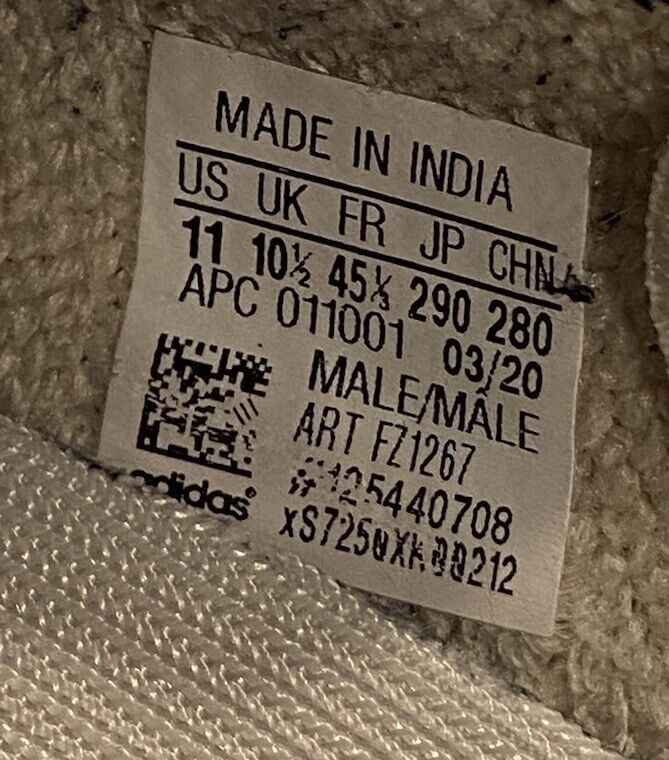 MADE IN INDIA
US UK FR JP CHN
11 10½ 45⅓ 290 280
APC 011001 03/20
MALE/MÂLE
ART FZ1267
#125440708
adidas®